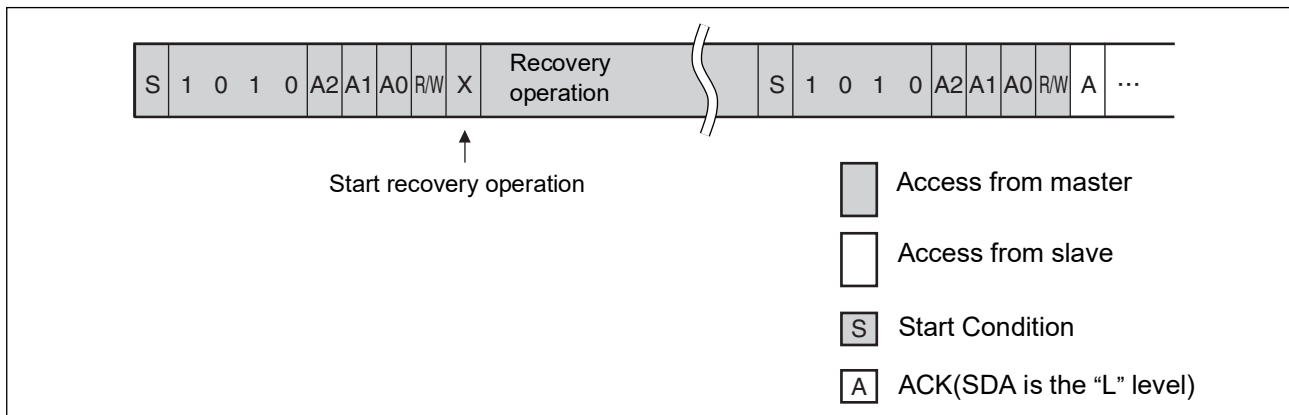 S 1 0 1 0 A2 A1 A0 R/W X Recovery operation S 1 0 1 0 A2 A1 A0 R/W A ...
Start recovery operation
Access from master
Access from slave
S Start Condition
A ACK(SDA is the “L” level)